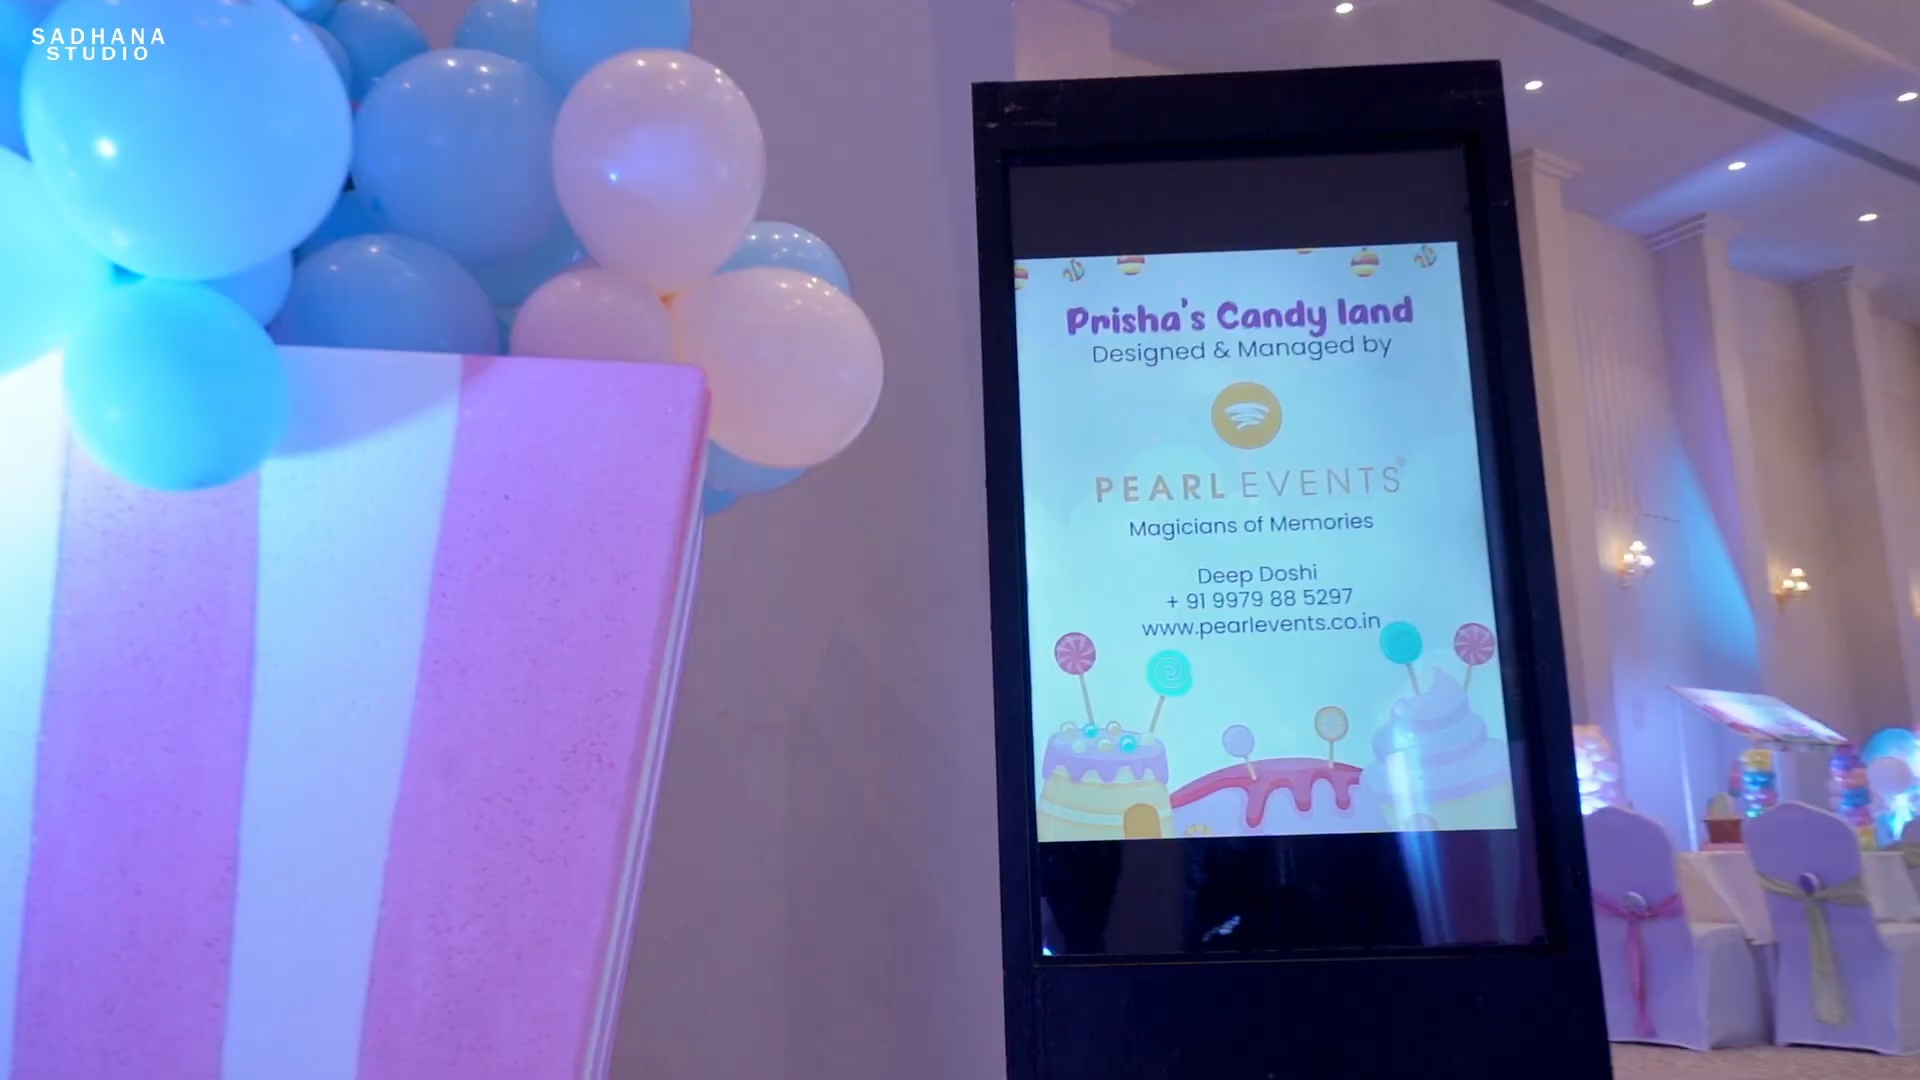 SADHANA
STUDIO
Prisha's Candy land
Designed & Managed by
PEARL EVENTS
Magicians of Memories
Deep Doshi
+ 91 9979 88 5297
www.pearlevents.co.in